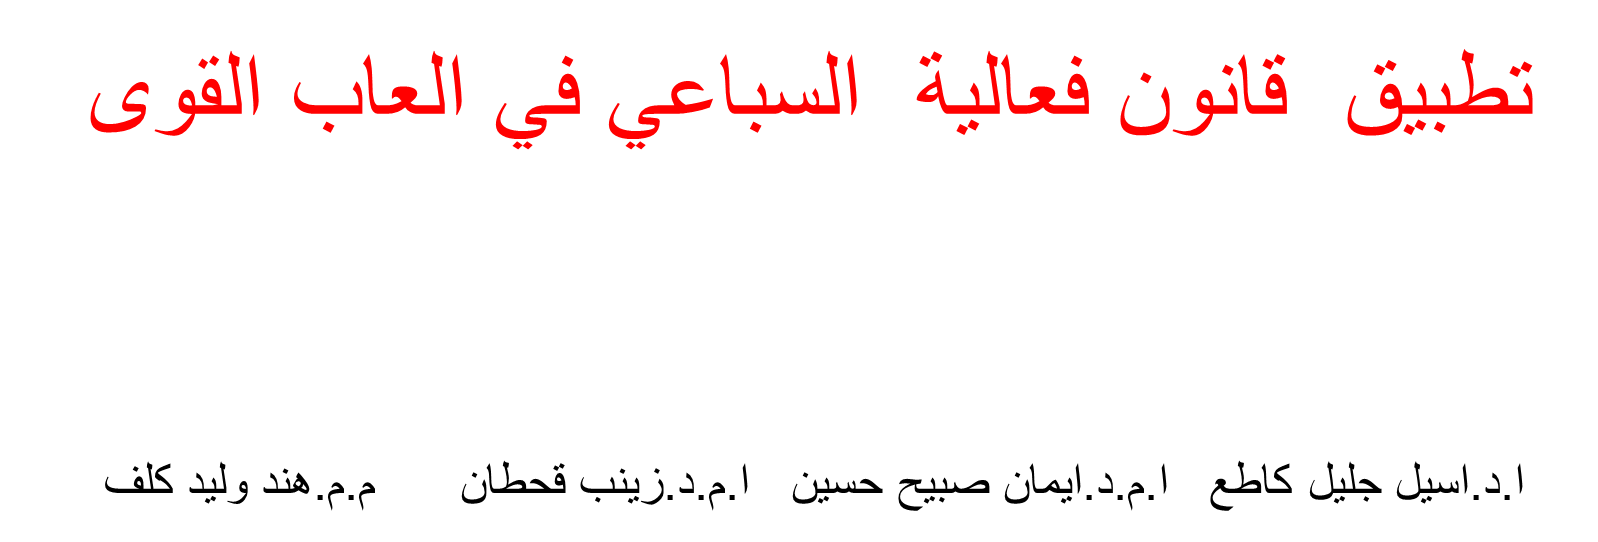 تطبيق قانون فعالية السباعي في العاب القوى
ا.د.اسيل جليل كاطع ا.م.د.ايمان صبيح حسين ا.م.د.زينب قحطان م.م.هند وليد كلف